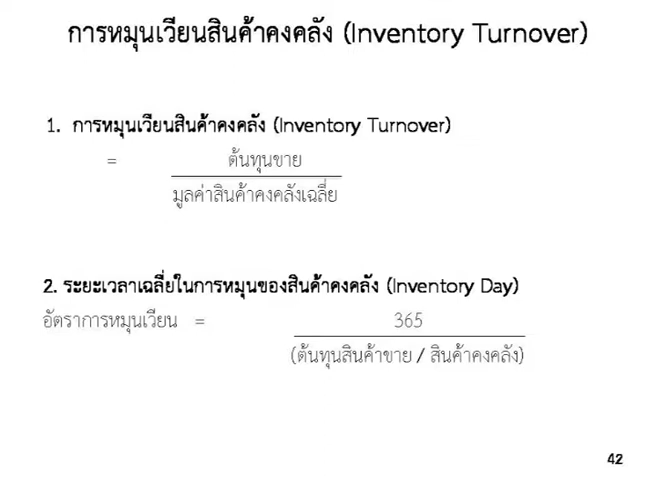 การหมุนเวียนสินค้าคงคลัง (Inventory Turnover)
1. การหมุนเวียนสินค้าคงคลัง (Inventory Turnover)
= ต้นทุนขาย
มูลค่าสินค้าคงคลังเฉลี่ย
2. ระยะเวลาเฉลี่ยในการหมุนของสินค้าคงคลัง (Inventory Day)
อัตราการหมุนเวียน = 365
(ต้นทุนสินค้าขาย / สินค้าคงคลัง)
42